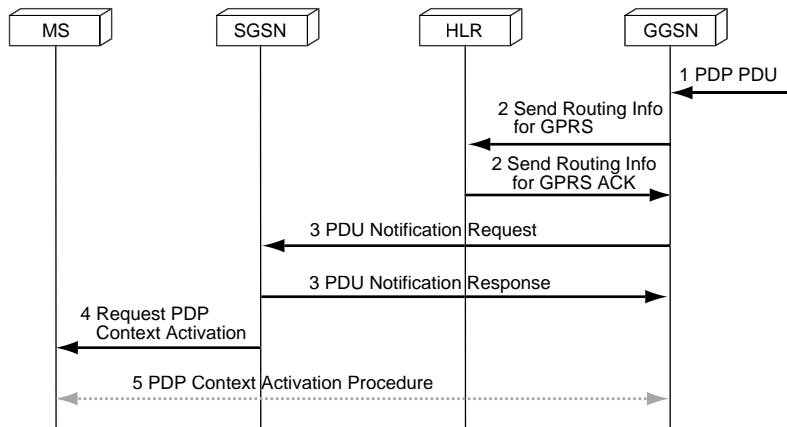 MS
SGSN
HLR
GGSN
1 PDP PDU
2 Send Routing Info
for GPRS
2 Send Routing Info
for GPRS ACK
3 PDU Notification Request
3 PDU Notification Response
4 Request PDP
Context Activation
5 PDP Context Activation Procedure